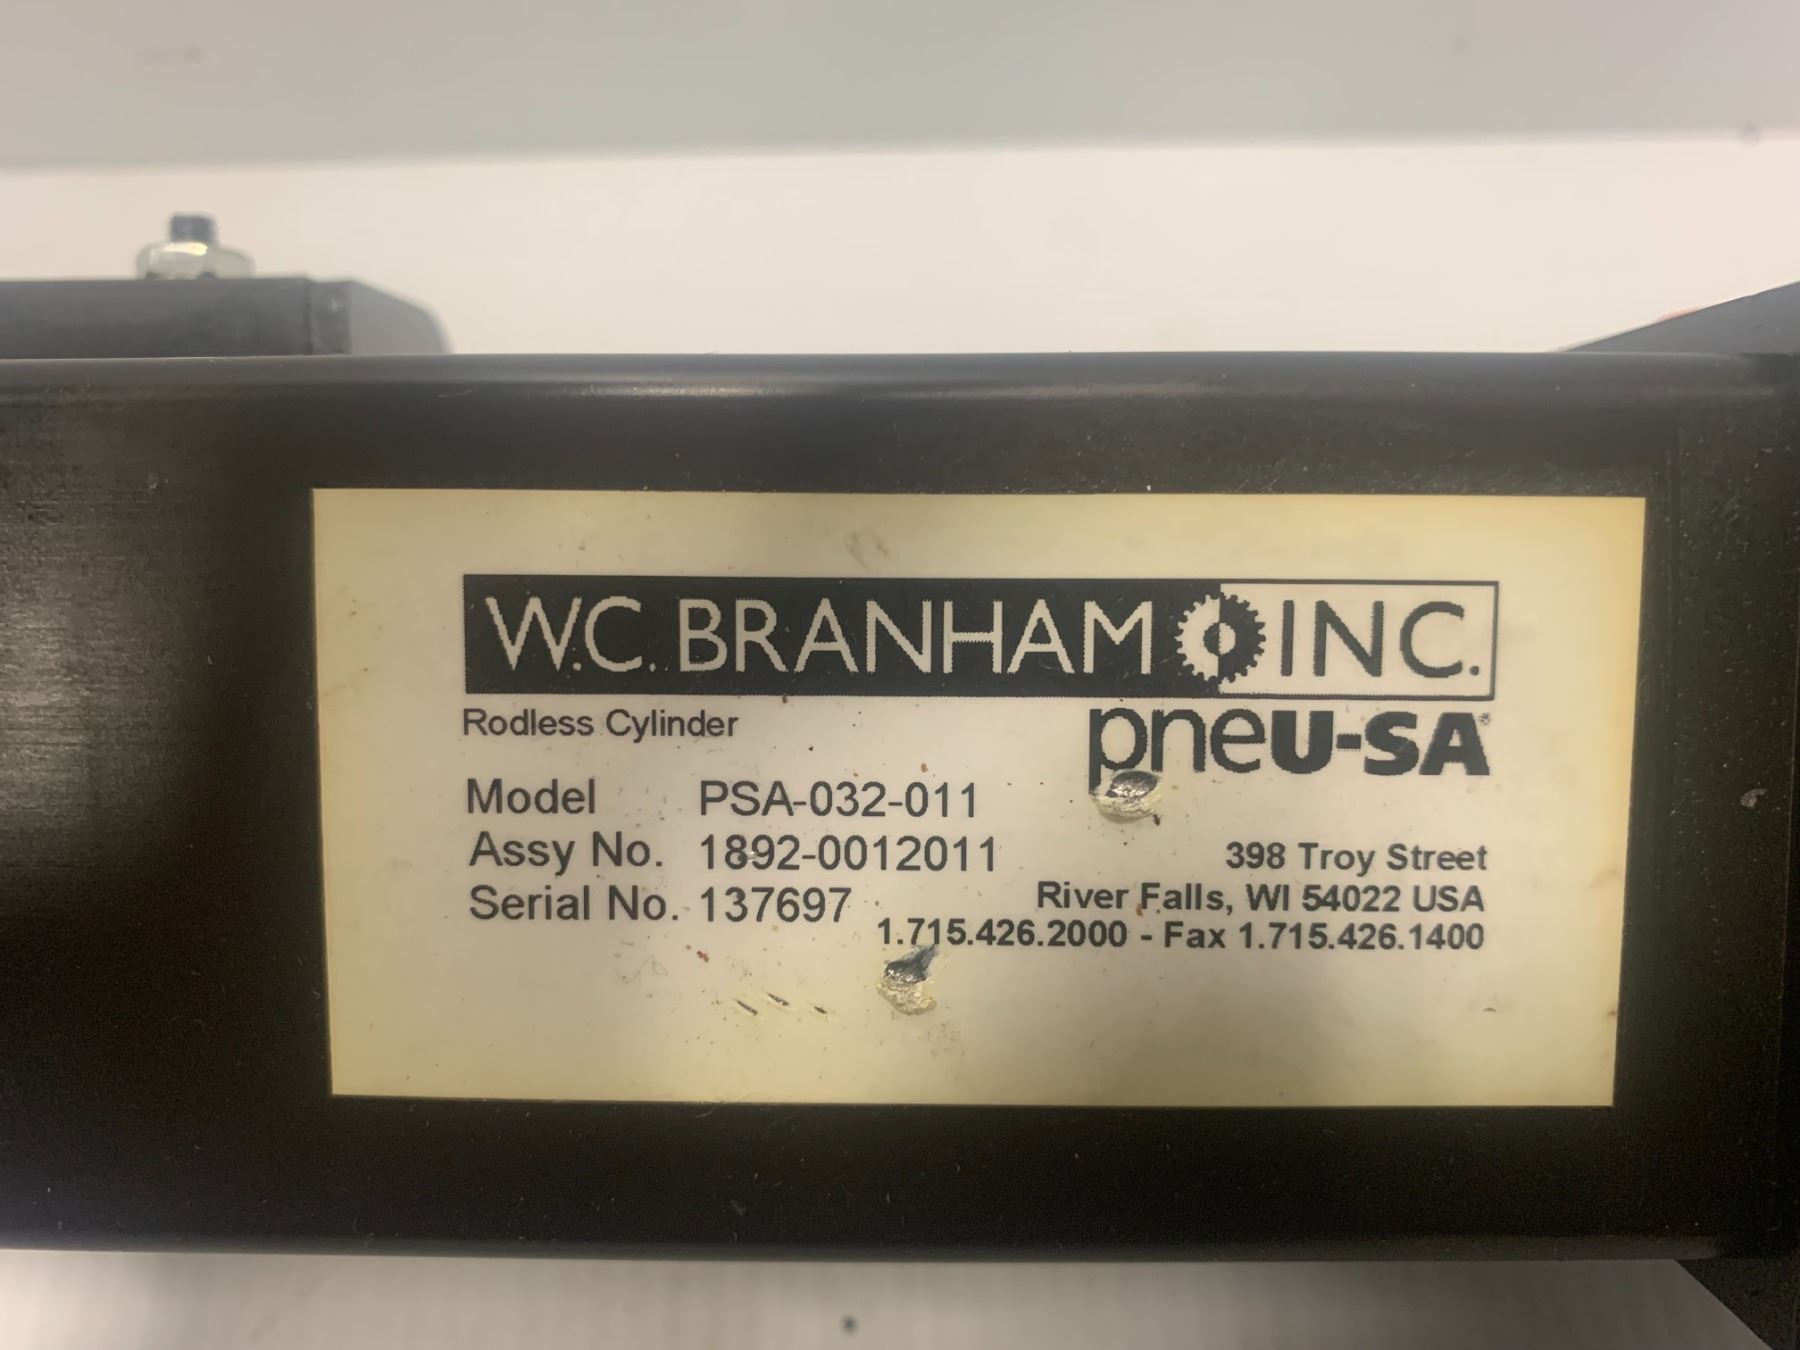 W.C. BRANHAM INC.
Rodless Cylinder
pneU-SA
Model PSA-032-011
Assy No. 1892-0012011
Serial No. 137697
398 Troy Street
River Falls, WI 54022 USA
1.715.426.2000 - Fax 1.715.426.1400